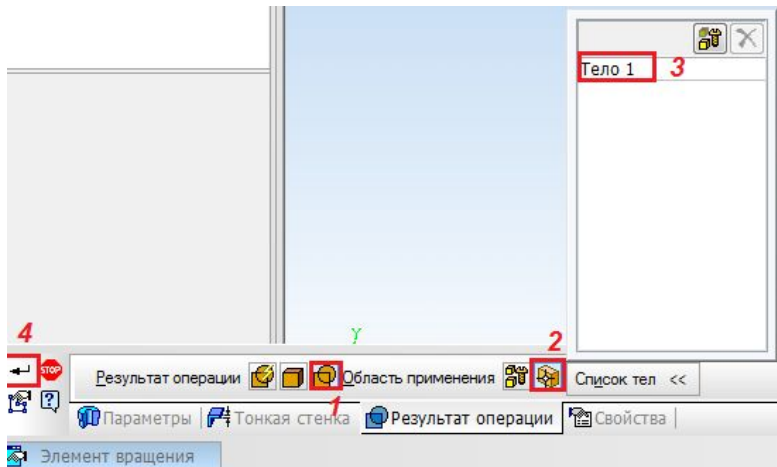 Тело 1 3
4
y
2
STOP
Результат операции Область применения Список тел <<
1
Параметры Тонкая стенка Результат операции Свойства
Элемент вращения